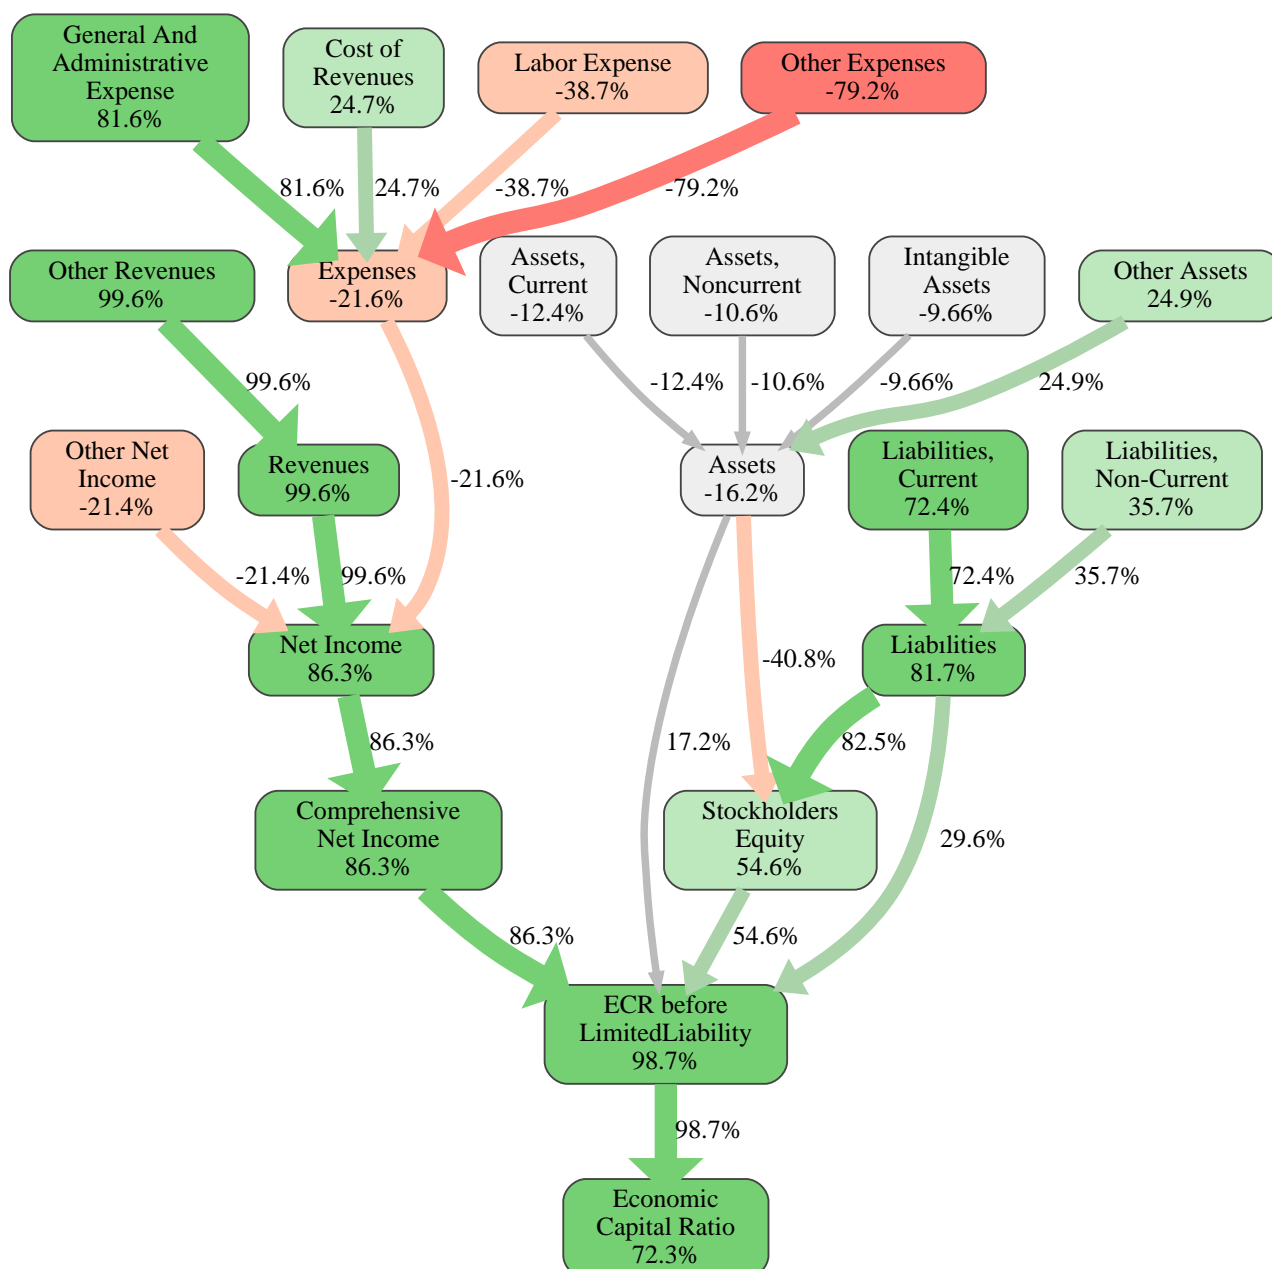 General And
Administrative
Expense
81.6%
Cost of
Revenues
24.7%
Labor Expense
-38.7%
Other Expenses
-79.2%
81.6%
24.7%
-38.7%
-79.2%
Other Revenues
99.6%
Expenses
-21.6%
Assets,
Current
-12.4%
Assets,
Noncurrent
-10.6%
Intangible
Assets
-9.66%
Other Assets
24.9%
99.6%
-12.4%
-10.6%
-9.66%
24.9%
Other Net
Income
-21.4%
Revenues
99.6%
-21.6%
Assets
-16.2%
Liabilities,
Current
72.4%
Liabilities,
Non-Current
35.7%
-21.4%
99.6%
72.4%
35.7%
Net Income
86.3%
-40.8%
Liabilities
81.7%
86.3%
17.2%
82.5%
Comprehensive
Net Income
86.3%
Stockholders
Equity
54.6%
29.6%
86.3%
54.6%
ECR before
LimitedLiability
98.7%
98.7%
Economic
Capital Ratio
72.3%